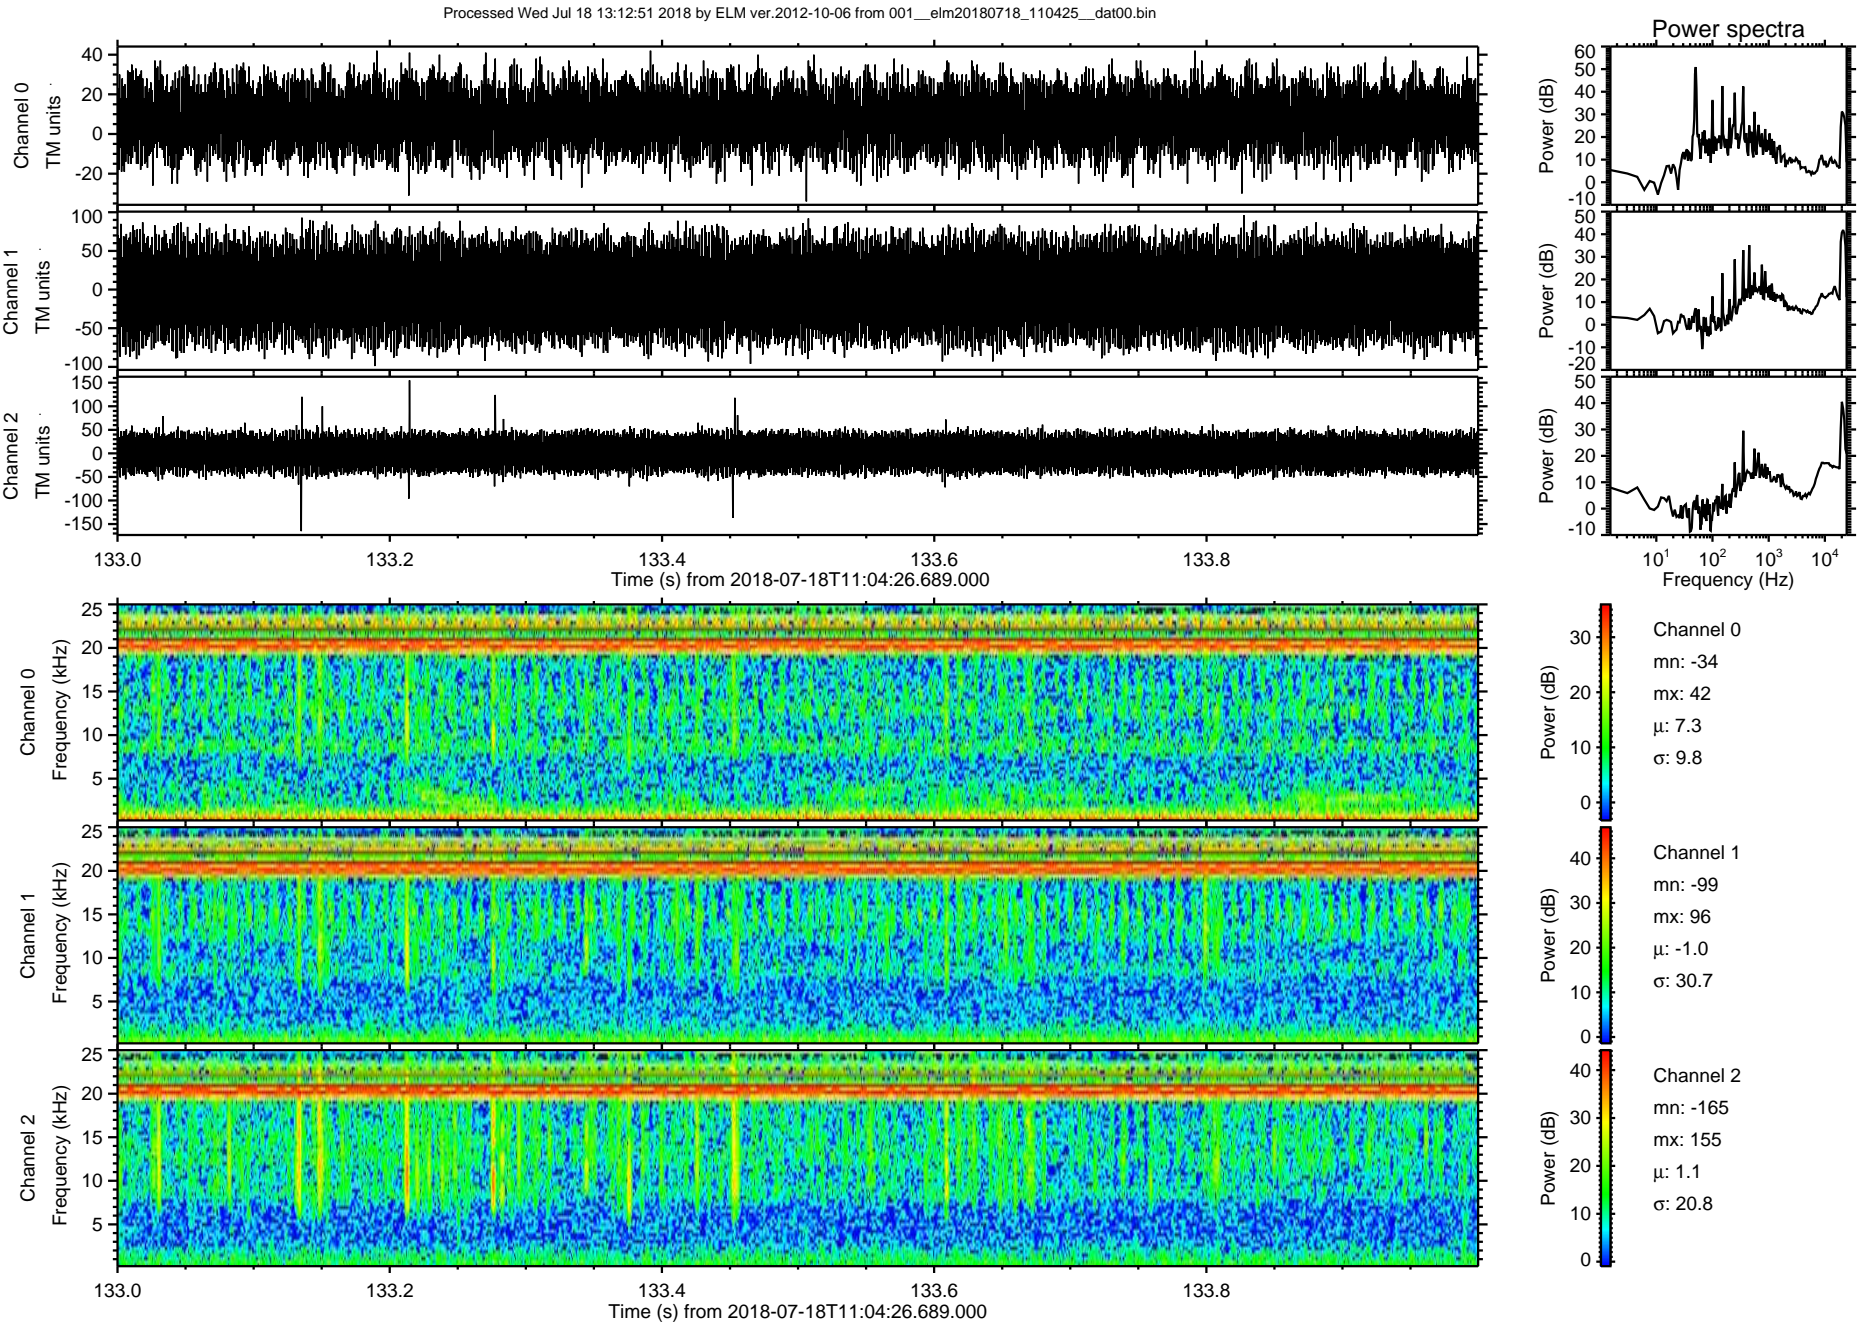 Processed Wed Jul 18 13:12:51 2018 by ELM ver.2012-10-06 from 001__elm20180718_110425__dat00.bin
Power spectra
Channel 0
TM units
40
20
0
-20
Power (dB)
60
50
40
30
20
10
0
-10
Channel 1
TM units
100
50
0
-50
-100
Power (dB)
50
40
30
20
10
0
-10
-20
Channel 2
TM units
150
100
50
0
-50
-100
-150
Power (dB)
50
40
30
20
10
0
-10
133.0 133.2 133.4 133.6 133.8
Time (s) from 2018-07-18T11:04:26.689.000
10¹ 10² 10³ 10⁴
Frequency (Hz)
Channel 0
Frequency (kHz)
25
20
15
10
5
Power (dB)
30
20
10
0
Channel 0
mn: -34
mx: 42
μ: 7.3
σ: 9.8
Channel 1
Frequency (kHz)
25
20
15
10
5
Power (dB)
40
30
20
10
0
Channel 1
mn: -99
mx: 96
μ: -1.0
σ: 30.7
Channel 2
Frequency (kHz)
25
20
15
10
5
Power (dB)
40
30
20
10
0
Channel 2
mn: -165
mx: 155
μ: 1.1
σ: 20.8
133.0 133.2 133.4 133.6 133.8
Time (s) from 2018-07-18T11:04:26.689.000